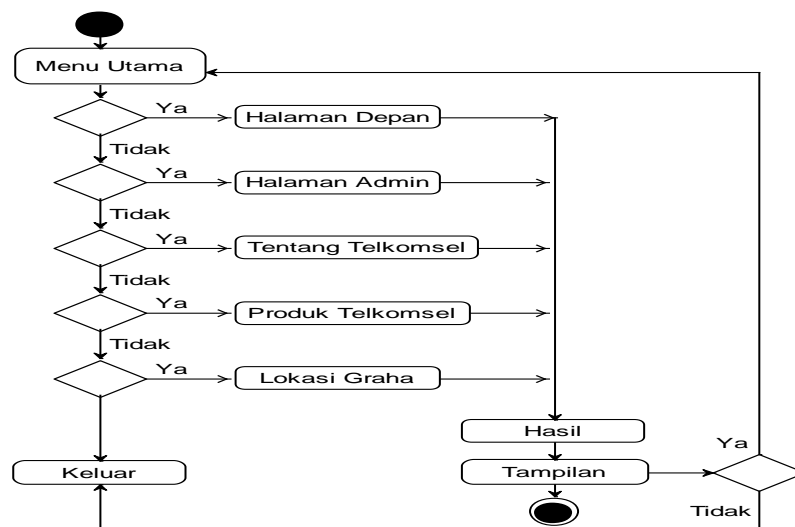 Menu Utama
Ya
Halaman Depan
Tidak
Ya
Halaman Admin
Tidak
Ya
Tentang Telkomsel
Tidak
Ya
Produk Telkomsel
Tidak
Ya
Lokasi Graha
Hasil
Ya
Keluar
Tampilan
Tidak